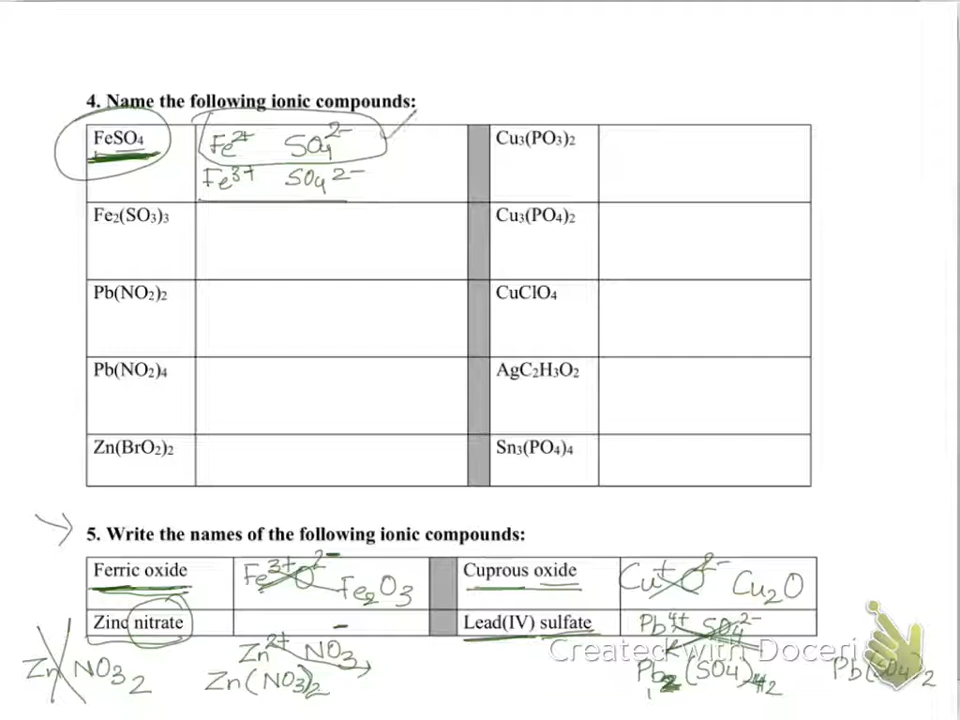 4. Name the following ionic compounds:
FeSO4 Fe2+ SO4 2− Cu3(PO3)2
Fe3+ SO4 2−
Fe2(SO3)3 Cu3(PO4)2
Pb(NO2)2 CuClO4
Pb(NO2)4 AgC2H3O2
Zn(BrO2)2 Sn3(PO4)4
5. Write the names of the following ionic compounds:
Ferric oxide Fe3+ O2− Fe2O3 Cuprous oxide Cu+ O2− Cu2O
Zinc nitrate Zn2+ NO3− Lead(IV) sulfate Pb4+ SO4 2−
Created with Doceri
Zn NO3 2 Zn(NO3)2 Pb2(SO4)4 2 Pb(SO4)2
1